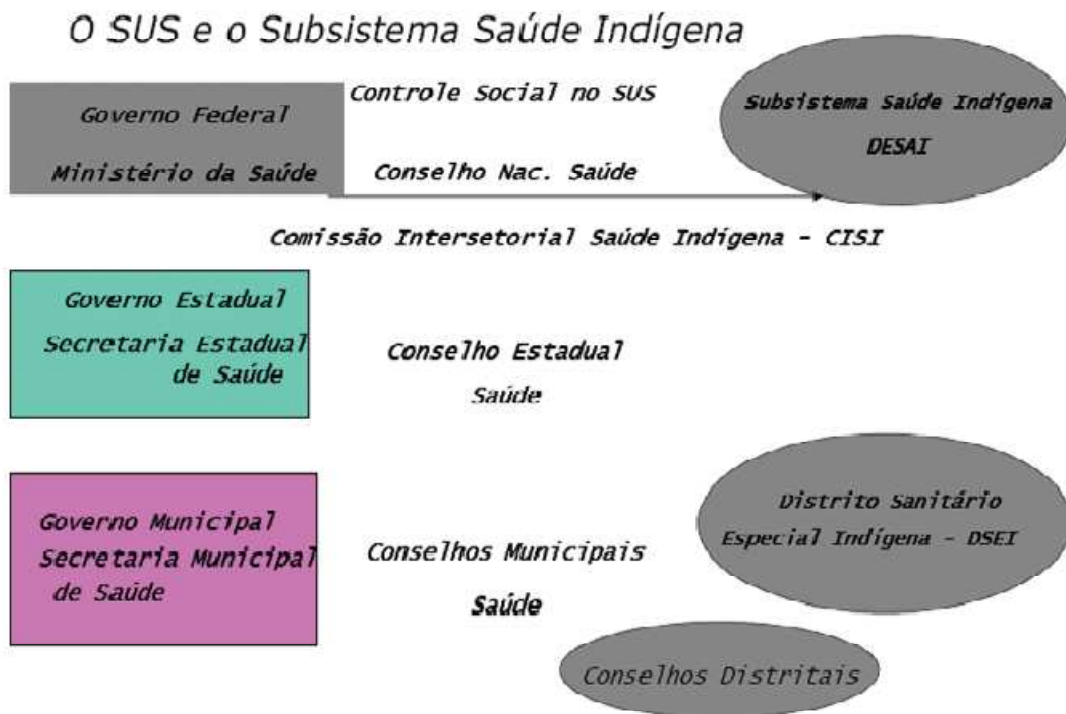 O SUS e o Subsistema Saúde Indígena
Governo Federal
Ministério da Saúde
Controle Social no SUS
Conselho Nac. Saúde
Subsistema Saúde Indígena
DESAI
Comissão Intersetorial Saúde Indígena - CISI
Governo Estadual
Secretaria Estadual
de Saúde
Conselho Estadual
Saúde
Governo Municipal
Secretaria Municipal
de Saúde
Conselhos Municipais
Saúde
Distrito Sanitário
Especial Indígena - DSEI
Conselhos Distritais